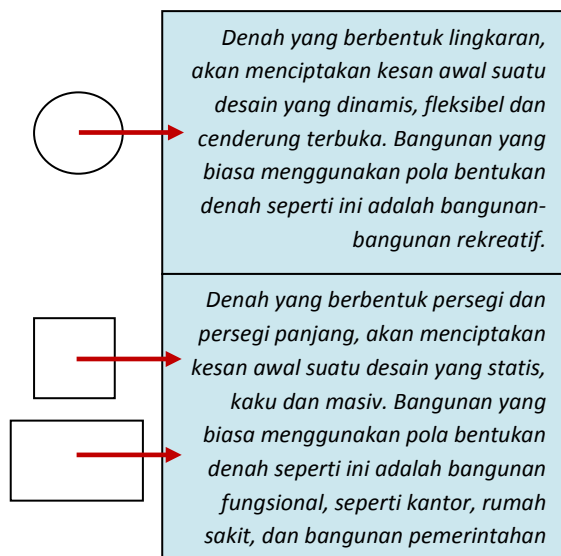 Denah yang berbentuk lingkaran,
akan menciptakan kesan awal suatu
desain yang dinamis, fleksibel dan
cenderung terbuka. Bangunan yang
biasa menggunakan pola bentukan
denah seperti ini adalah bangunan-
bangunan rekreatif.
Denah yang berbentuk persegi dan
persegi panjang, akan menciptakan
kesan awal suatu desain yang statis,
kaku dan masiv. Bangunan yang
biasa menggunakan pola bentukan
denah seperti ini adalah bangunan
fungsional, seperti kantor, rumah
sakit, dan bangunan pemerintahan